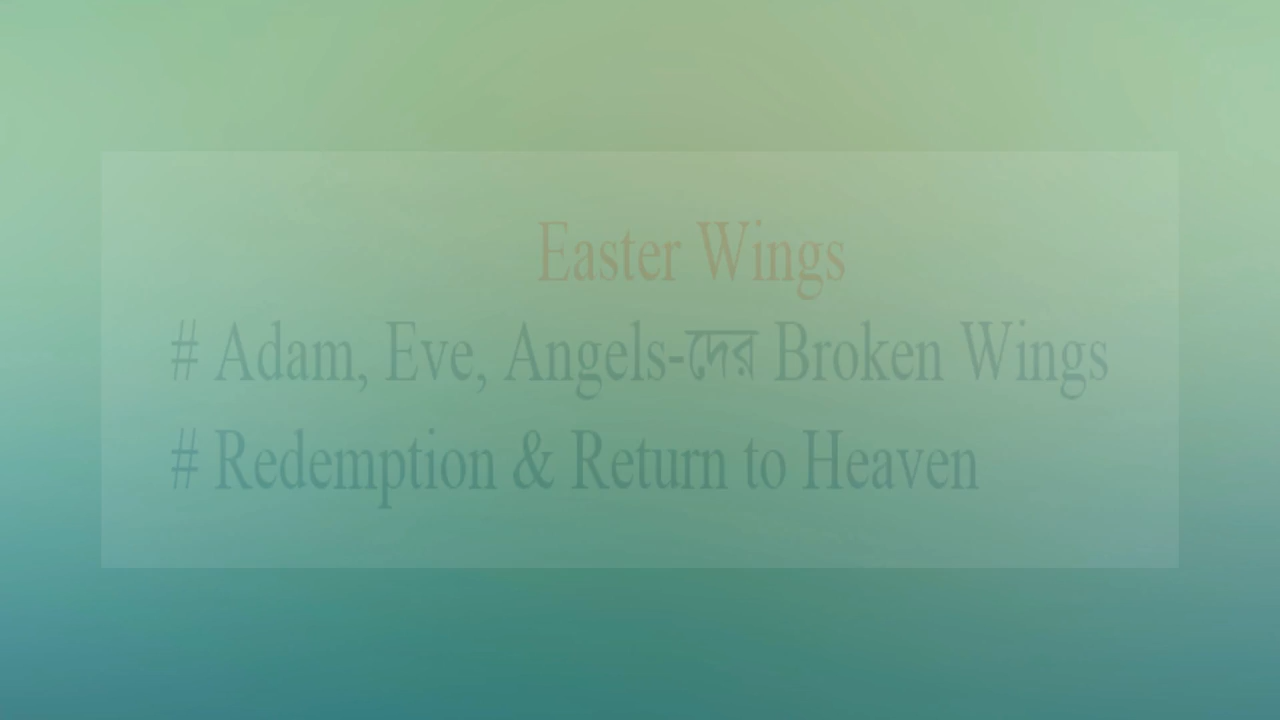 Easter Wings
# Adam, Eve, Angels-দের Broken Wings
# Redemption & Return to Heaven